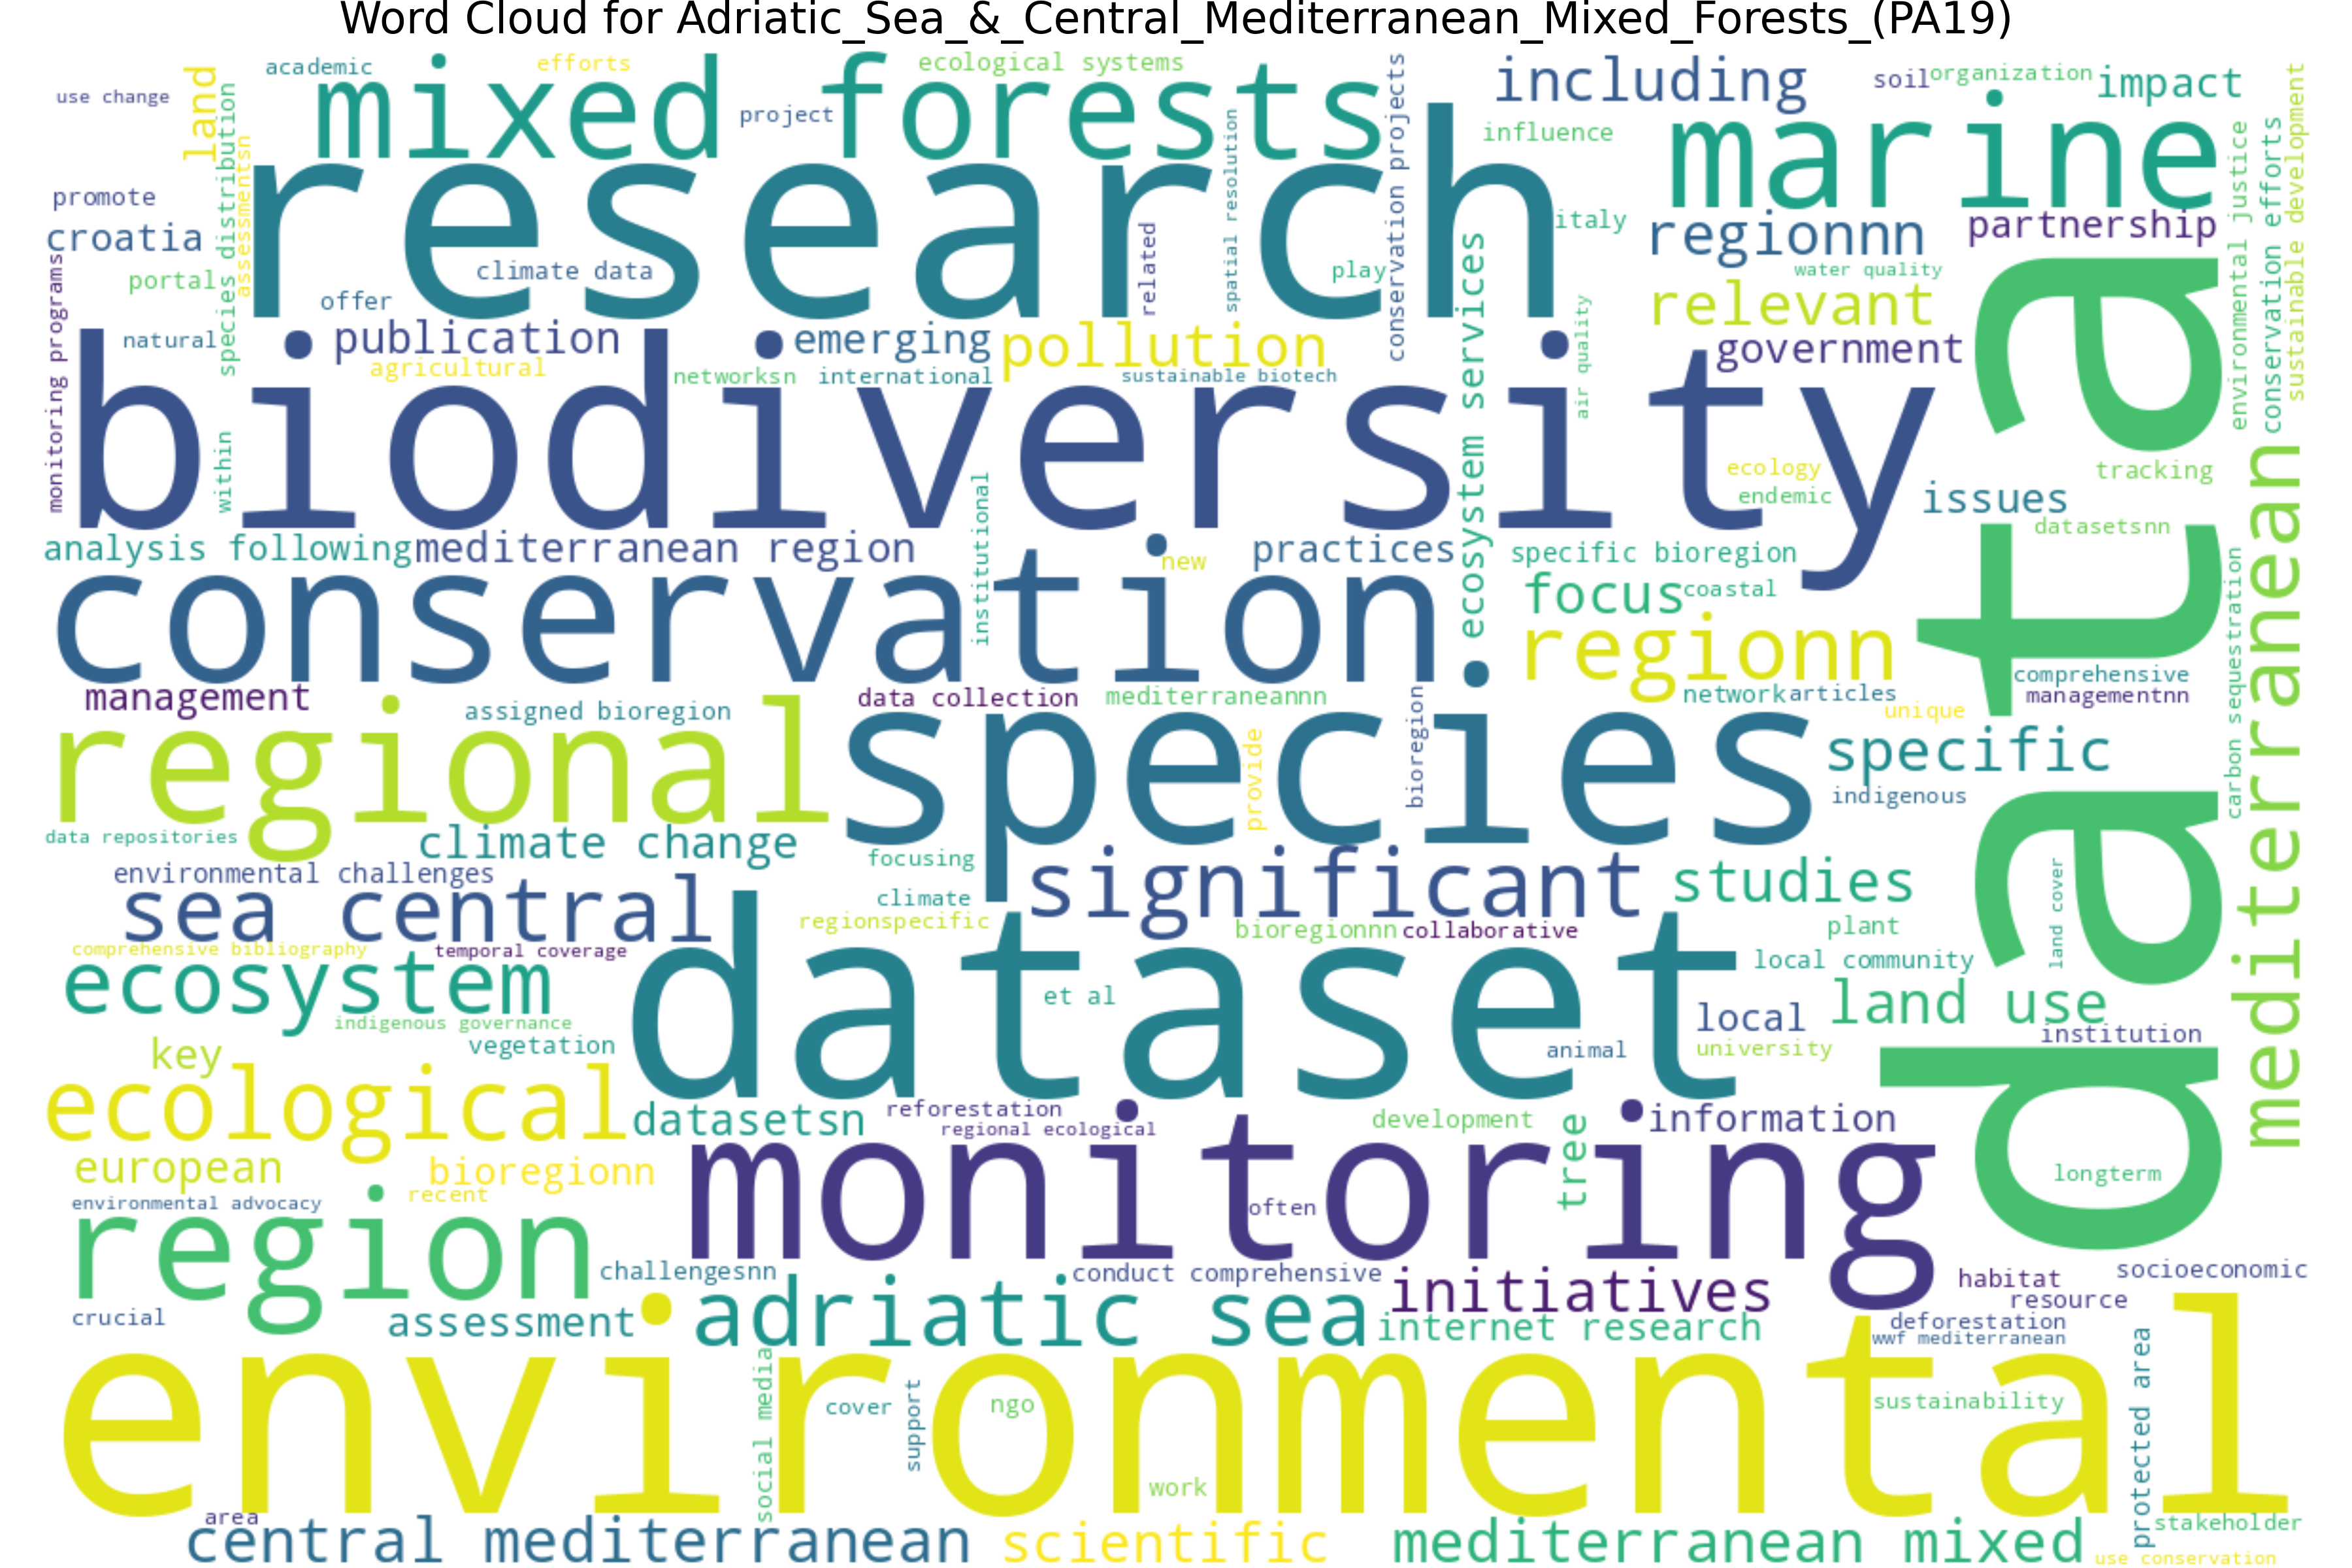 Word Cloud for Adriatic_Sea_&_Central_Mediterranean_Mixed_Forests_(PA19)
academic
efforts
ecological systems
use change
land
mixed forests
project
conservation projects
including
soil
organization
impact
sustainable development
species distribution
assessmentsn
research
spatial resolution
influence
marine
environmental justice
conservation efforts
promote
croatia
portal
climate data
offer
related
play
italy
regionnn
partnership
water quality
relevant
monitoring programs
natural
publication
emerging
pollution
government
agricultural
networksn
international
sustainable biotech
air quality
ecosystem services
data
biodiversity
within
institutional
ecology
endemic
issues
tracking
datasetsnn
mediterranean
analysis following
mediterranean region
new
practices
specific bioregion
conservation
focus
coastal
regionn
carbon sequestration
comprehensive
management
assigned bioregion
data collection
mediterraneannn
bioregion
network
articles
managementnn
unique
regional
species
provide
specific
indigenous
data repositories
climate change
focusing
environmental challenges
sea central
climate
significant
studies
land cover
regionspecific
bioregionnn
collaborative
plant
comprehensive bibliography
temporal coverage
local community
ecosystem
dataset
et al
land use
indigenous governance
vegetation
local
institution
key
animal
university
ecological
datasetsn
reforestation
regional ecological
development
tree
information
european
bioregionn
recent
monitoring
longterm
environmental advocacy
often
region
challengesnn
conduct comprehensive
initiatives
habitat
socioeconomic
resource
crucial
assessment
adriatic sea
internet research
deforestation
wwf mediterranean
protected area
environmental
social media
cover
support
ngo
sustainability
work
area
central mediterranean
scientific
mediterranean mixed
stakeholder
use conservation